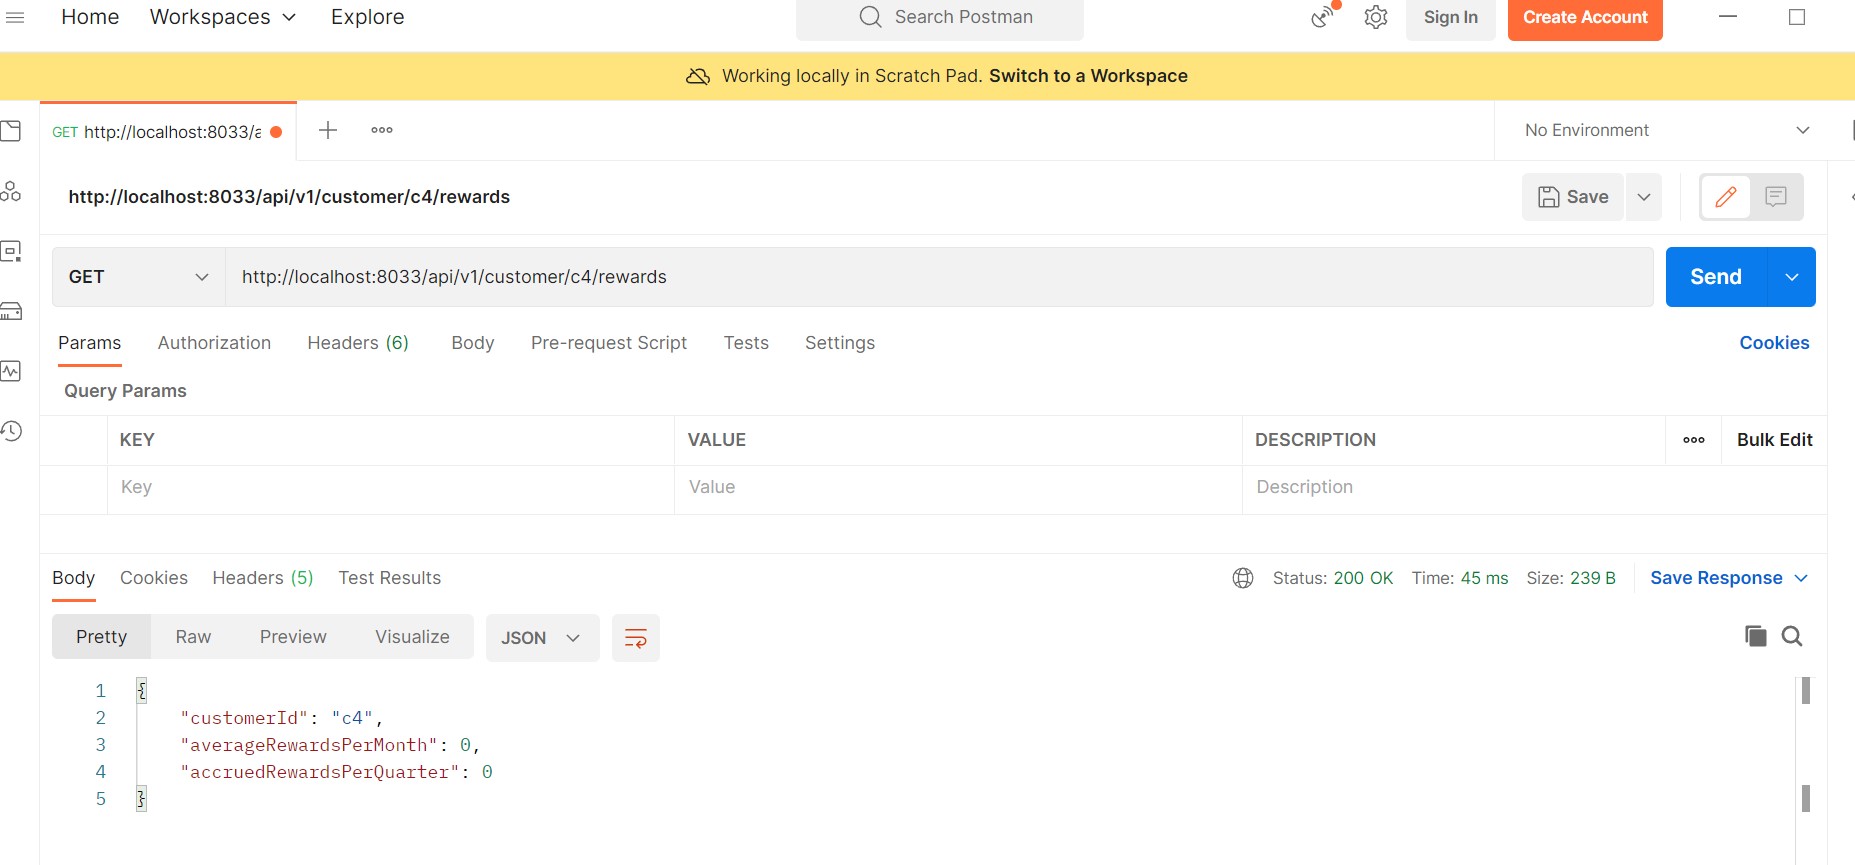 Home Workspaces Explore Search Postman Sign In Create Account
Working locally in Scratch Pad. Switch to a Workspace
GET http://localhost:8033/a No Environment
http://localhost:8033/api/v1/customer/c4/rewards Save
GET http://localhost:8033/api/v1/customer/c4/rewards Send
Params Authorization Headers (6) Body Pre-request Script Tests Settings Cookies
Query Params
KEY VALUE DESCRIPTION Bulk Edit
Key Value Description
Body Cookies Headers (5) Test Results Status: 200 OK Time: 45 ms Size: 239 B Save Response
Pretty Raw Preview Visualize JSON
1 {
2 "customerId": "c4",
3 "averageRewardsPerMonth": 0,
4 "accruedRewardsPerQuarter": 0
5 }